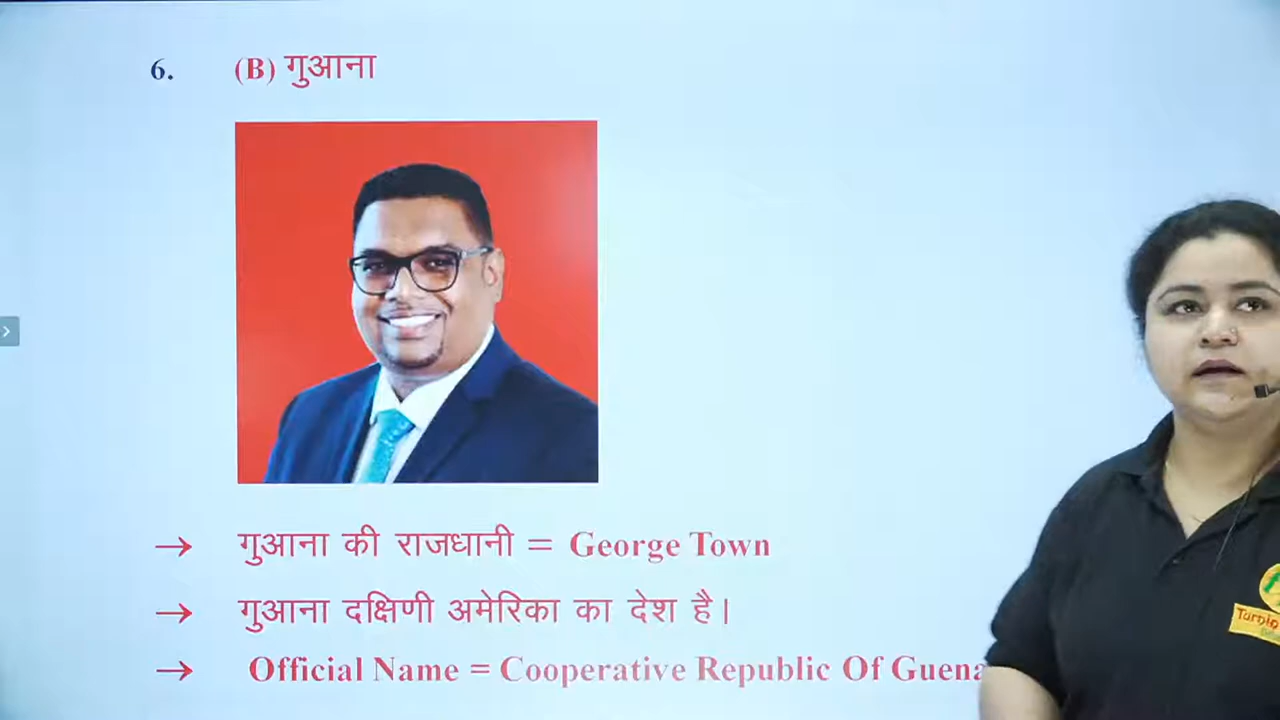 6. (B) गुआना
→ गुआना की राजधानी = George Town
→ गुआना दक्षिणी अमेरिका का देश है।
→ Official Name = Cooperative Republic Of Guena